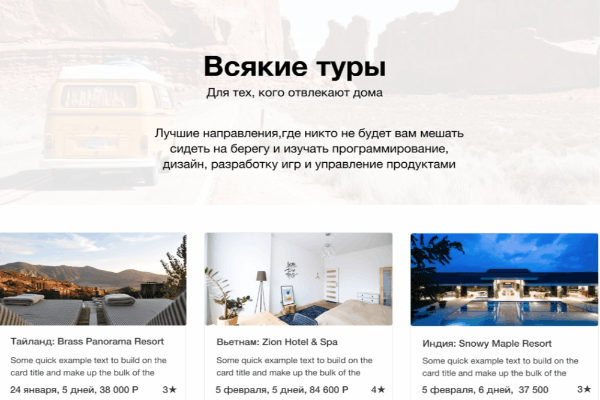 Всякие туры
Для тех, кого отвлекают дома
Лучшие направления,где никто не будет вам мешать
сидеть на берегу и изучать программирование,
дизайн, разработку игр и управление продуктами
Тайланд: Brass Panorama Resort
Some quick example text to build on the
card title and make up the bulk of the
24 января, 5 дней, 38 000 Р 3★
Вьетнам: Zion Hotel & Spa
Some quick example text to build on the
card title and make up the bulk of the
5 февраля, 5 дней, 84 600 Р 4★
Индия: Snowy Maple Resort
Some quick example text to build on the
card title and make up the bulk of the
5 февраля, 6 дней, 37 500 3★